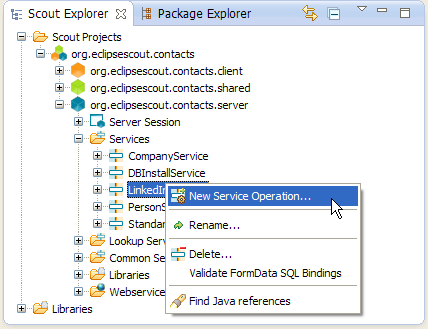 Scout Explorer Package Explorer
Scout Projects
org.eclipsescout.contacts
org.eclipsescout.contacts.client
org.eclipsescout.contacts.shared
org.eclipsescout.contacts.server
Server Session
Services
CompanyService
DBInstallService
LinkedIn
PersonS
Standar
Lookup Serv
Common Se
Libraries
Webservice
Libraries
New Service Operation...
Rename...
Delete...
Validate FormData SQL Bindings
Find Java references